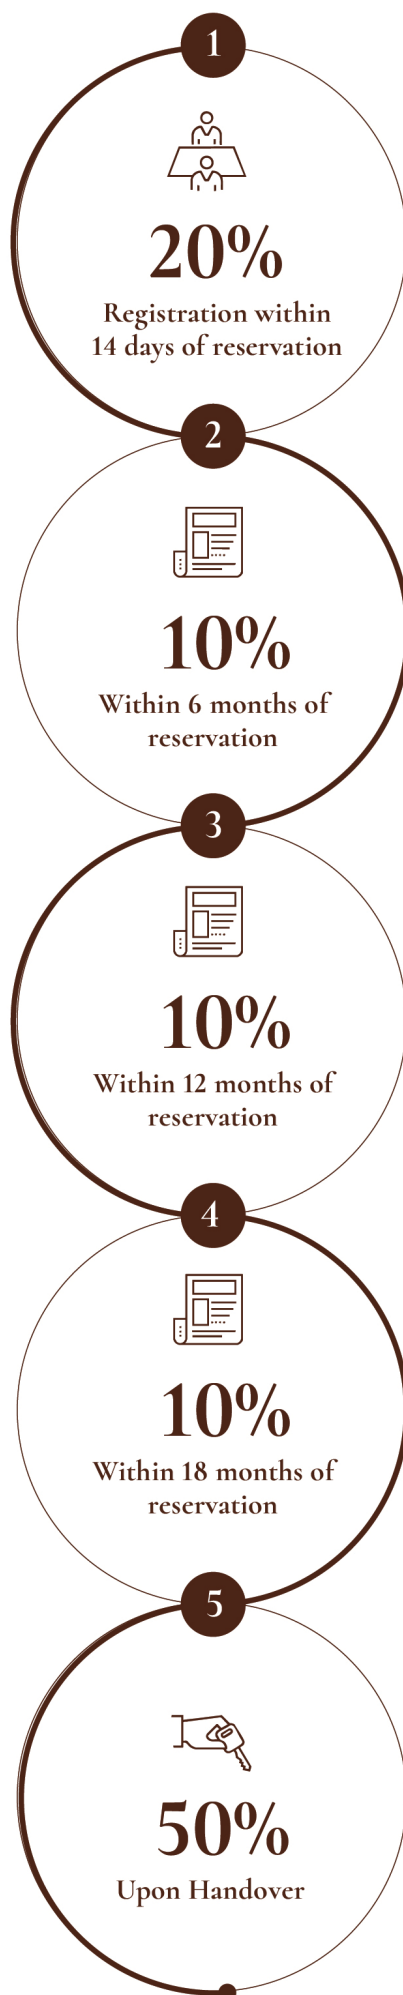 1
20%
Registration within
14 days of reservation
2
10%
Within 6 months of
reservation
3
10%
Within 12 months of
reservation
4
10%
Within 18 months of
reservation
5
50%
Upon Handover